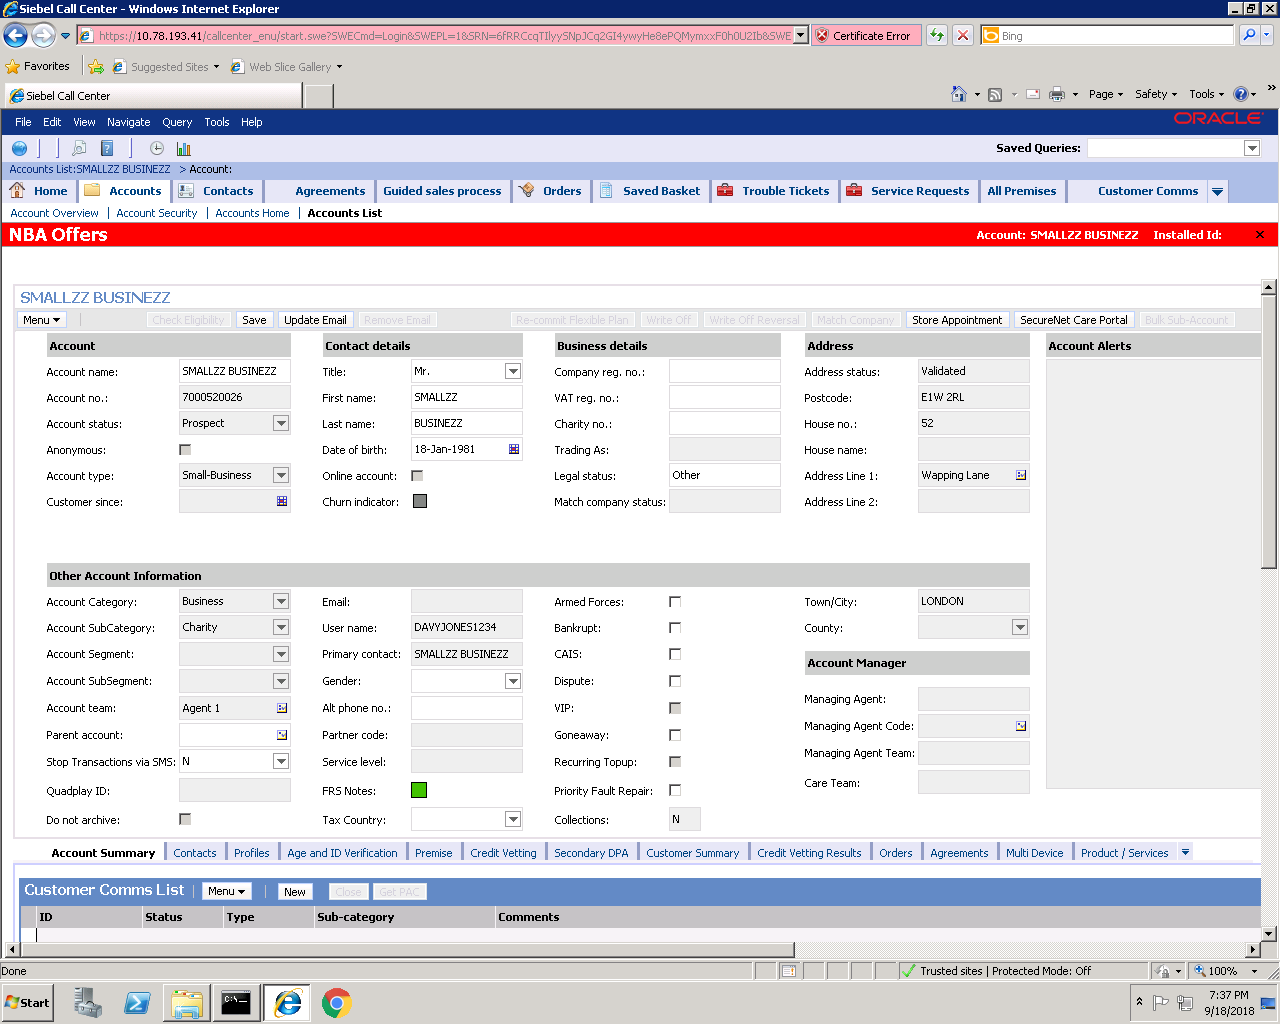 Siebel Call Center - Windows Internet Explorer
https://10.78.193.41/callcenter_enu/start.swe?SWECmd=Login&SWEPL=1&SRN= Certificate Error Bing
Favorites Suggested Sites Web Slice Gallery
Siebel Call Center Page Safety Tools »
File Edit View Navigate Query Tools Help ORACLE
Saved Queries:
Accounts List:SMALLZZ BUSINEZZ > Account:
Home Accounts Contacts Agreements Guided sales process Orders Saved Basket Trouble Tickets Service Requests All Premises Customer Comms
Account Overview | Account Security | Accounts Home | Accounts List
NBA Offers Account: SMALLZZ BUSINEZZ Installed Id: ×
SMALLZZ BUSINEZZ
Menu Check Eligibility Save Update Email Remove Email Re-commit Flexible Plan Write Off Write Off Reversal Match Company Store Appointment SecureNet Care Portal Bulk Sub-Account
Account Contact details Business details Address Account Alerts
Account name: SMALLZZ BUSINEZZ Title: Mr. Company reg. no.: Address status: Validated
Account no.: 7000520026 First name: SMALLZZ VAT reg. no.: Postcode: E1W 2RL
Account status: Prospect Last name: BUSINEZZ Charity no.: House no.: 52
Anonymous: Date of birth: 18-Jan-1981 Trading As: House name:
Account type: Small-Business Online account: Legal status: Other Address Line 1: Wapping Lane
Customer since: Churn indicator: Match company status: Address Line 2:
Other Account Information
Account Category: Business Email: Armed Forces: Town/City: LONDON
Account SubCategory: Charity User name: DAVYJONES1234 Bankrupt: County:
Account Segment: Primary contact: SMALLZZ BUSINEZZ CAIS: Account Manager
Account SubSegment: Gender: Dispute:
Account team: Agent 1 Alt phone no.: VIP: Managing Agent:
Parent account: Partner code: Goneaway: Managing Agent Code:
Stop Transactions via SMS: N Service level: Recurring Topup: Managing Agent Team:
Quadplay ID: FRS Notes: Priority Fault Repair: Care Team:
Do not archive: Tax Country: Collections: N
Account Summary Contacts Profiles Age and ID Verification Premise Credit Vetting Secondary DPA Customer Summary Credit Vetting Results Orders Agreements Multi Device Product / Services
Customer Comms List Menu New Close Get PAC
ID Status Type Sub-category Comments
Done Trusted sites | Protected Mode: Off 100%
Start 7:37 PM
9/18/2018